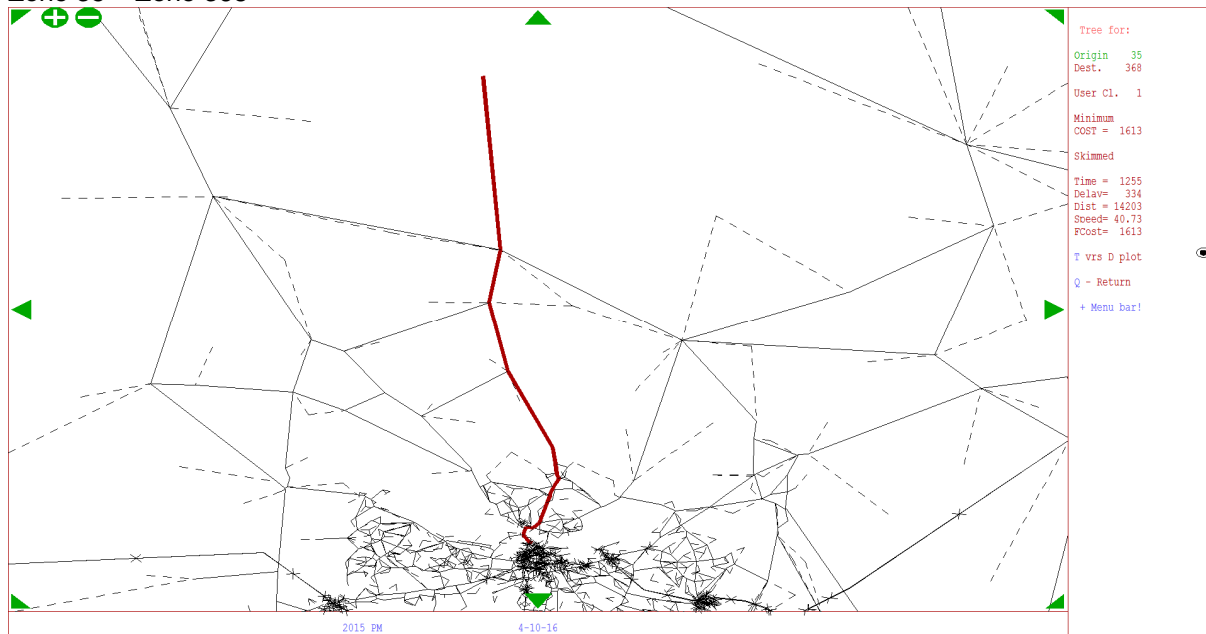 Tree for:
Origin 35
Dest. 368
User Cl. 1
Minimum
COST = 1613
Skimmed
Time = 1255
Delay= 334
Dist = 14203
Speed= 40.73
FCost= 1613
T vrs D plot
Q - Return
+ Menu bar!
2015 PM 4-10-16